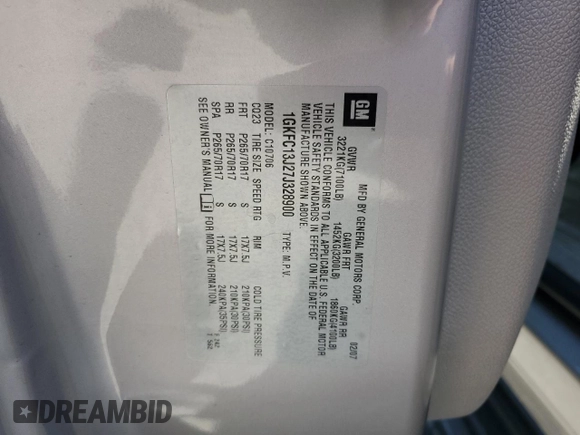 GM
MFD BY GENERAL MOTORS CORP.
02/07
GVWR GAWR FRT GAWR RR
3221KG(7100LB) 1452KG(3200LB) 1860KG(4100LB)
THIS VEHICLE CONFORMS TO ALL APPLICABLE U.S. FEDERAL MOTOR
VEHICLE SAFETY STANDARDS IN EFFECT ON THE DATE OF
MANUFACTURE SHOWN ABOVE.
1GKFC13J27J328900 TYPE: M.P.V.
MODEL: C10706
CO23 TIRE SIZE SPEED RTG RIM COLD TIRE PRESSURE
FRT P265/70R17 S 17X7.5J 210KPA(30PSI)
RR P265/70R17 S 17X7.5J 210KPA(30PSI)
SPA P265/70R17 S 17X7.5J 240KPA(35PSI)
SEE OWNER'S MANUAL FOR MORE INFORMATION.
DREAMBID